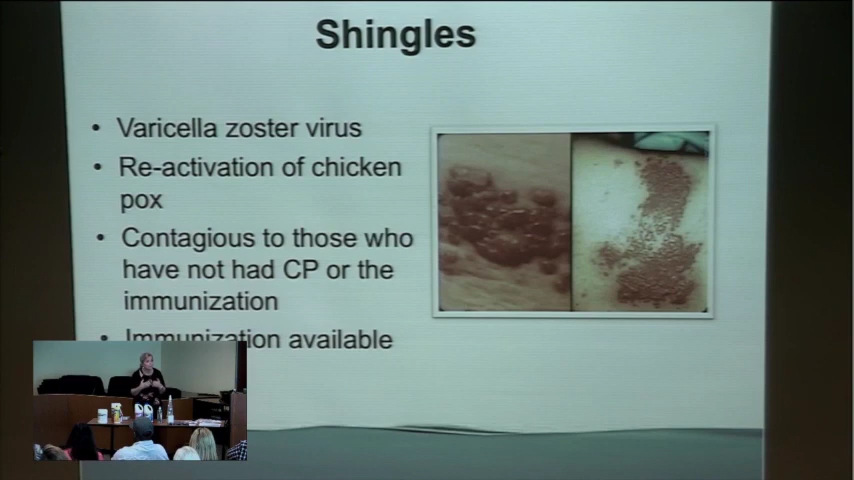 Shingles
• Varicella zoster virus
• Re-activation of chicken
pox
• Contagious to those who
have not had CP or the
immunization
• Immunization available